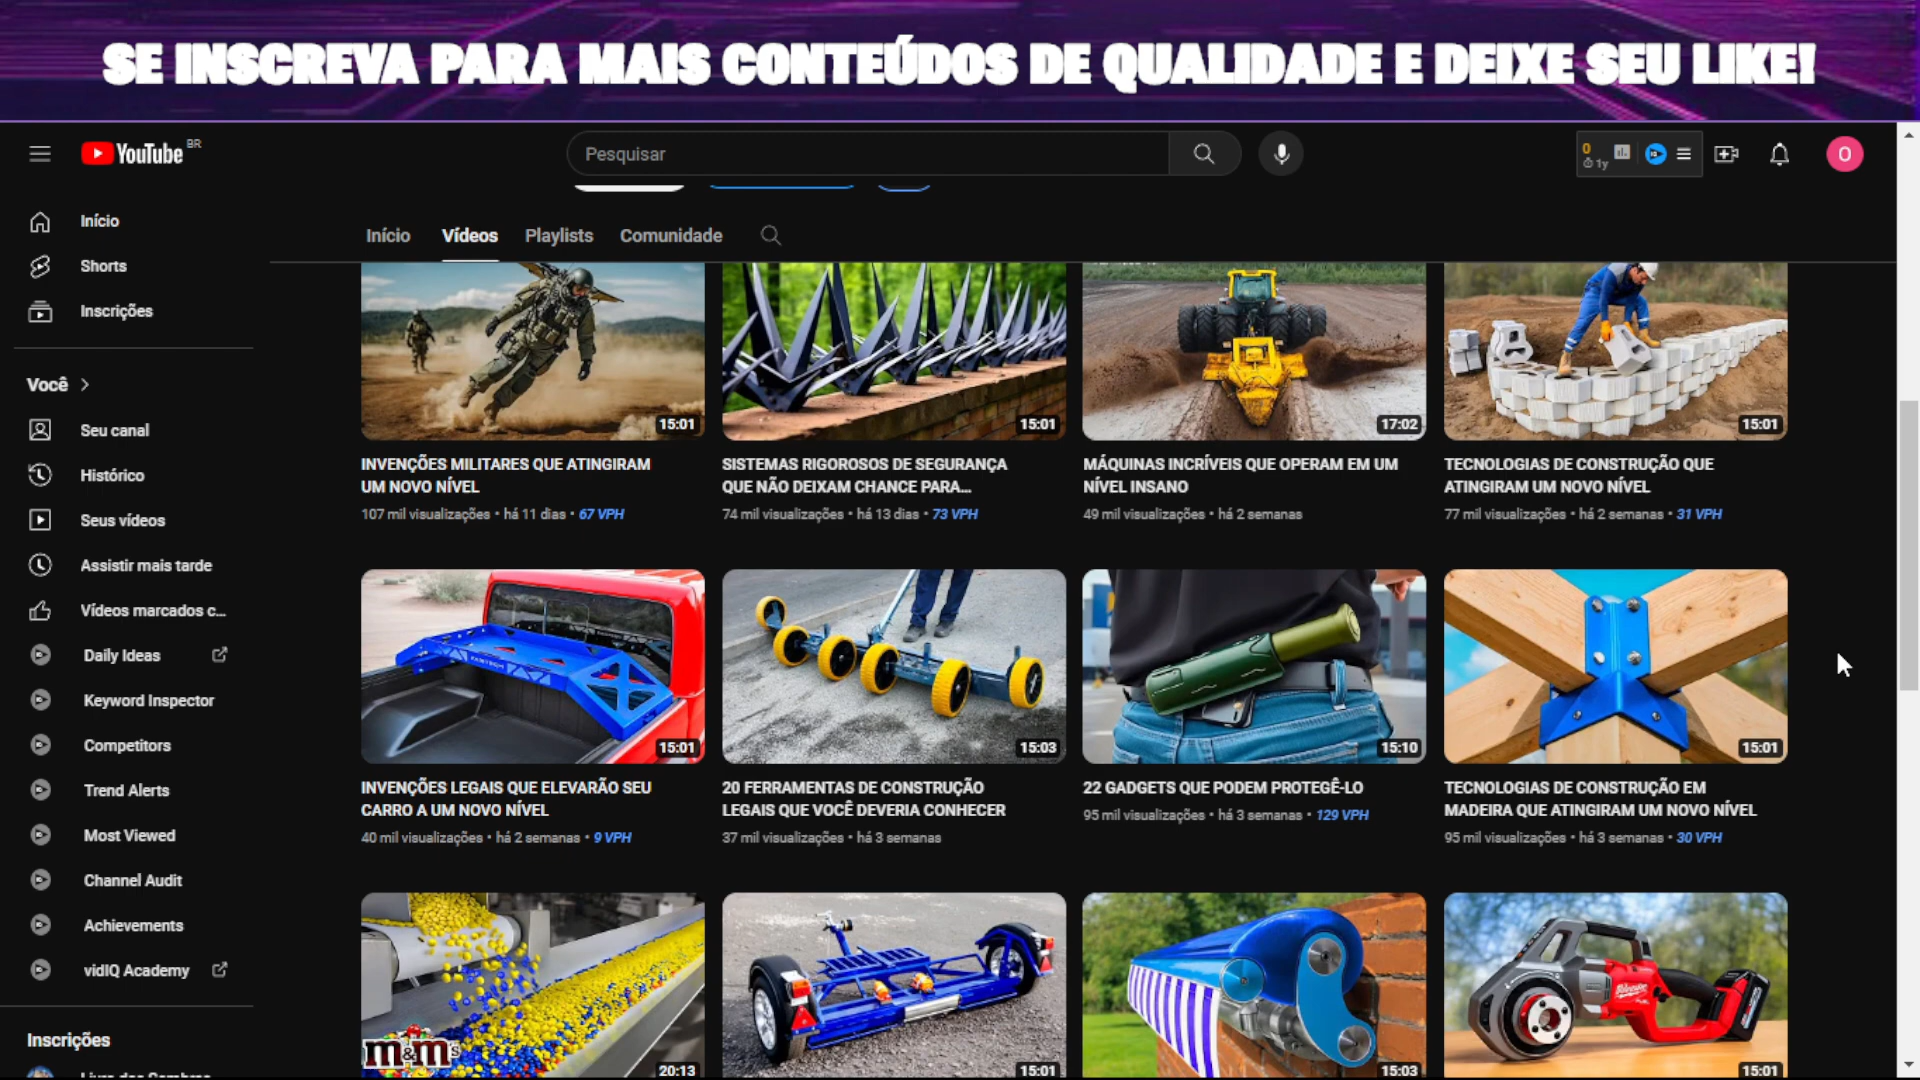 SE INSCREVA PARA MAIS CONTEÚDOS DE QUALIDADE E DEIXE SEU LIKE!
YouTube BR
Pesquisar
0
1y
O
Início
Shorts
Inscrições
Você
Seu canal
Histórico
Seus vídeos
Assistir mais tarde
Vídeos marcados c...
Daily Ideas
Keyword Inspector
Competitors
Trend Alerts
Most Viewed
Channel Audit
Achievements
vidIQ Academy
Inscrições
Início Vídeos Playlists Comunidade
15:01
15:01
17:02
15:01
INVENÇÕES MILITARES QUE ATINGIRAM
UM NOVO NÍVEL
107 mil visualizações • há 11 dias • 67 VPH
SISTEMAS RIGOROSOS DE SEGURANÇA
QUE NÃO DEIXAM CHANCE PARA...
74 mil visualizações • há 13 dias • 73 VPH
MÁQUINAS INCRÍVEIS QUE OPERAM EM UM
NÍVEL INSANO
49 mil visualizações • há 2 semanas
TECNOLOGIAS DE CONSTRUÇÃO QUE
ATINGIRAM UM NOVO NÍVEL
77 mil visualizações • há 2 semanas • 31 VPH
15:01
15:03
15:10
15:01
INVENÇÕES LEGAIS QUE ELEVARÃO SEU
CARRO A UM NOVO NÍVEL
40 mil visualizações • há 2 semanas • 9 VPH
20 FERRAMENTAS DE CONSTRUÇÃO
LEGAIS QUE VOCÊ DEVERIA CONHECER
37 mil visualizações • há 3 semanas
22 GADGETS QUE PODEM PROTEGÊ-LO
95 mil visualizações • há 3 semanas • 129 VPH
TECNOLOGIAS DE CONSTRUÇÃO EM
MADEIRA QUE ATINGIRAM UM NOVO NÍVEL
95 mil visualizações • há 3 semanas • 30 VPH
m&m's
Milwaukee
20:13
15:01
15:03
15:01